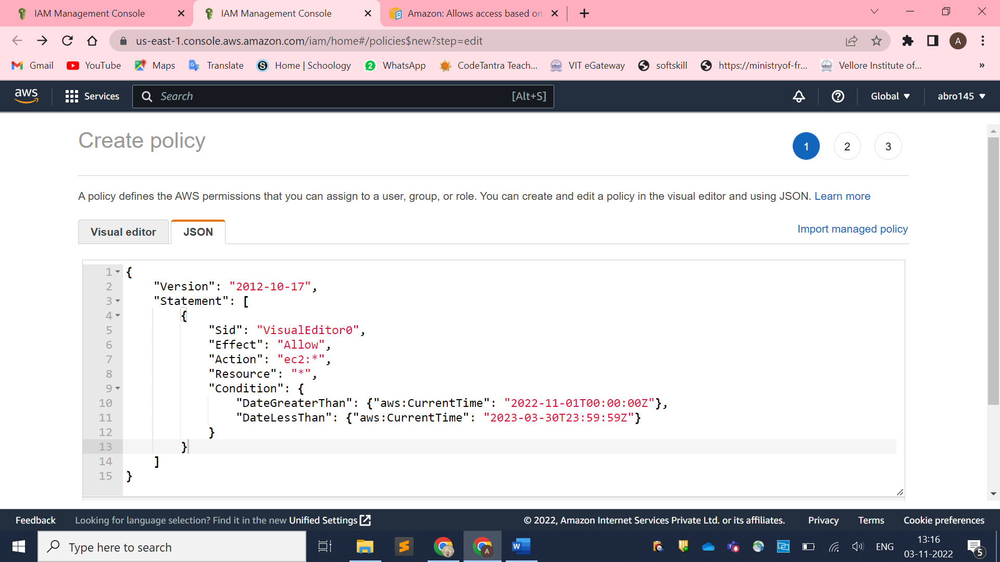 IAM Management Console
IAM Management Console
Amazon: Allows access based on
us-east-1.console.aws.amazon.com/iam/home#/policies$new?step=edit
A
Gmail YouTube Maps Translate Home | Schoology WhatsApp CodeTantra Teach... VIT eGateway softskill https://ministryof-fr... Vellore Institute of... »
aws Services Search [Alt+S] Global abro145
Create policy
1 2 3
A policy defines the AWS permissions that you can assign to a user, group, or role. You can create and edit a policy in the visual editor and using JSON. Learn more
Visual editor JSON Import managed policy
1 {
2 "Version": "2012-10-17",
3 "Statement": [
4 {
5 "Sid": "VisualEditor0",
6 "Effect": "Allow",
7 "Action": "ec2:*",
8 "Resource": "*",
9 "Condition": {
10 "DateGreaterThan": {"aws:CurrentTime": "2022-11-01T00:00:00Z"},
11 "DateLessThan": {"aws:CurrentTime": "2023-03-30T23:59:59Z"}
12 }
13 }
14 ]
15 }
Feedback Looking for language selection? Find it in the new Unified Settings © 2022, Amazon Internet Services Private Ltd. or its affiliates. Privacy Terms Cookie preferences
Type here to search
ENG
13:16
03-11-2022
5